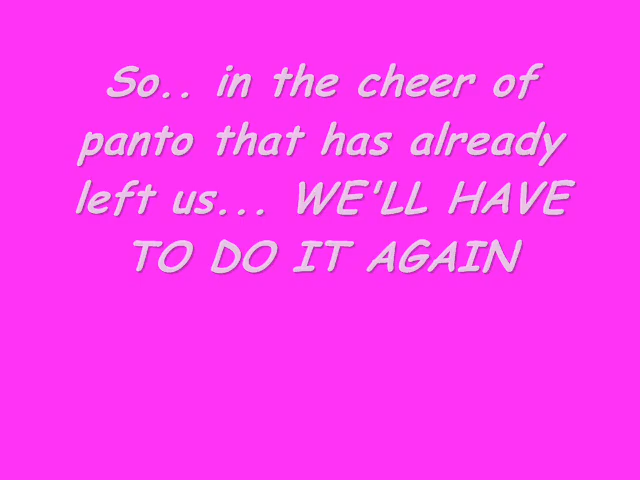 So.. in the cheer of
panto that has already
left us... WE'LL HAVE
TO DO IT AGAIN